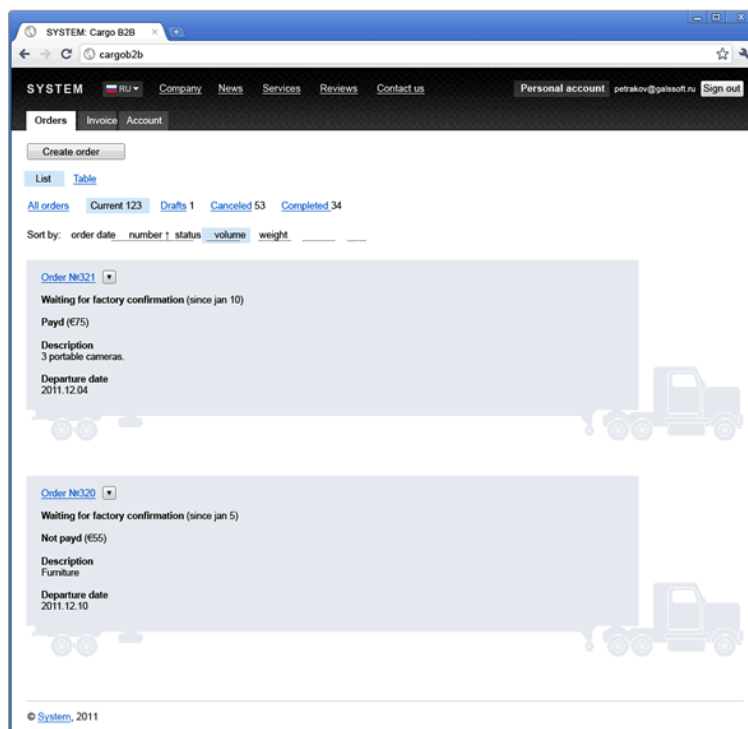 SYSTEM: Cargo B2B
cargob2b
SYSTEM RU Company News Services Reviews Contact us Personal account petrakov@gaissoft.ru Sign out
Orders Invoice Account
Create order
List Table
All orders Current 123 Drafts 1 Canceled 53 Completed 34
Sort by: order date number ↑ status volume weight
Order №321
Waiting for factory confirmation (since jan 10)
Payd (€75)
Description
3 portable cameras.
Departure date
2011.12.04
Order №320
Waiting for factory confirmation (since jan 5)
Not payd (€55)
Description
Furniture
Departure date
2011.12.10
© System, 2011